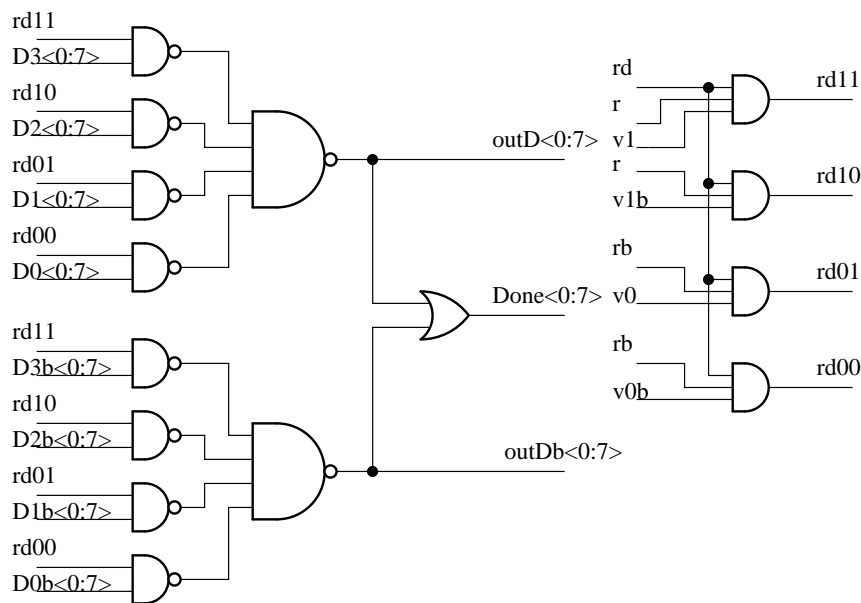 rd11
D3<0:7>
rd10
D2<0:7>
rd01
D1<0:7>
rd00
D0<0:7>
rd11
D3b<0:7>
rd10
D2b<0:7>
rd01
D1b<0:7>
rd00
D0b<0:7>
outD<0:7>
Done<0:7>
outDb<0:7>
rd
r
v1
r
v1b
rb
v0
rb
v0b
rd11
rd10
rd01
rd00